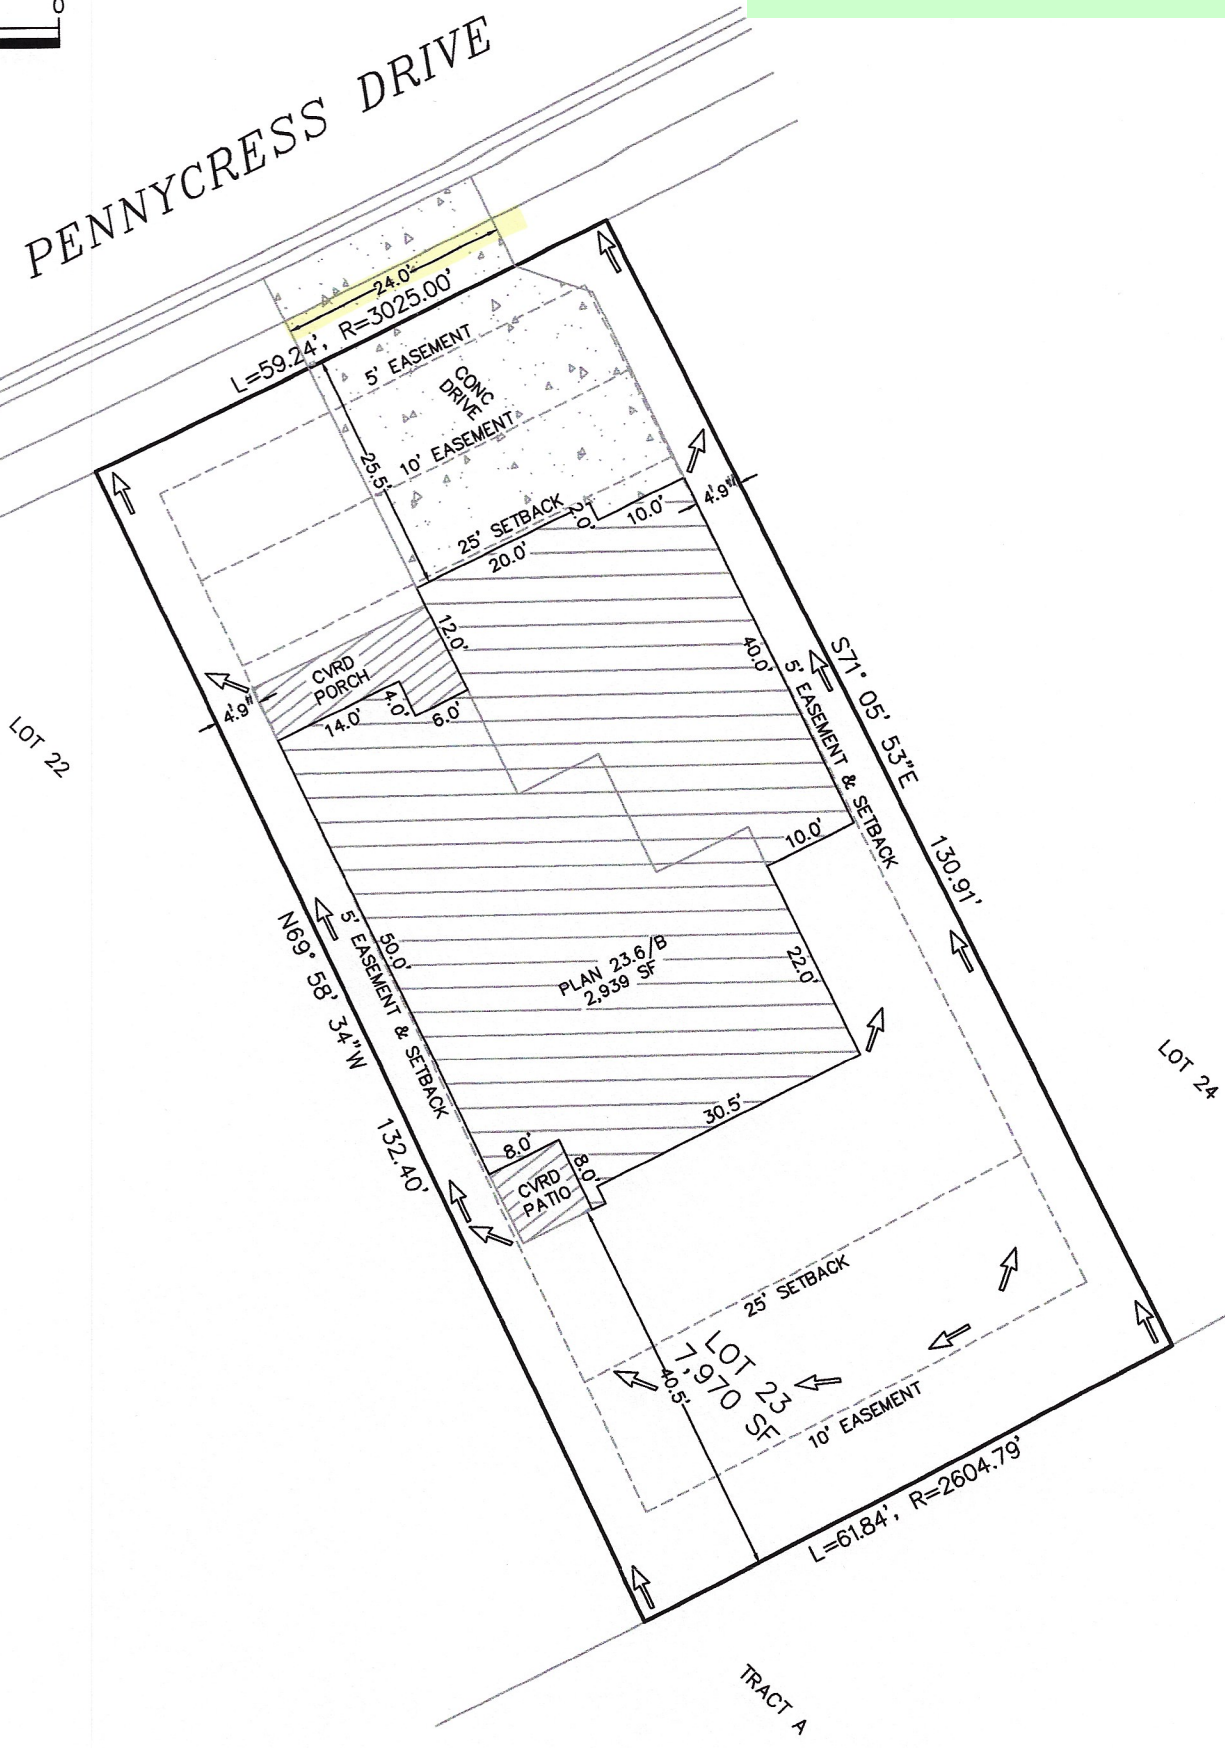 PENNYCRESS DRIVE
24.0'
L=59.24', R=3025.00'
5' EASEMENT
CONC
DRIVE
10' EASEMENT
25.5'
25' SETBACK
20.0'
2.0'
10.0'
4.9'
12.0'
40.0'
CVRD
PORCH
14.0'
4.0'
6.0'
4.9'
LOT 22
5' EASEMENT & SETBACK
S71° 05' 53"E
130.91'
10.0'
N69° 58' 34"W
132.40'
5' EASEMENT & SETBACK
50.0'
PLAN 23.6/B
2,939 SF
22.0'
LOT 24
30.5'
8.0'
8.0'
CVRD
PATIO
25' SETBACK
LOT 23
7,970 SF
40.5'
10' EASEMENT
L=61.84', R=2604.79'
TRACT A